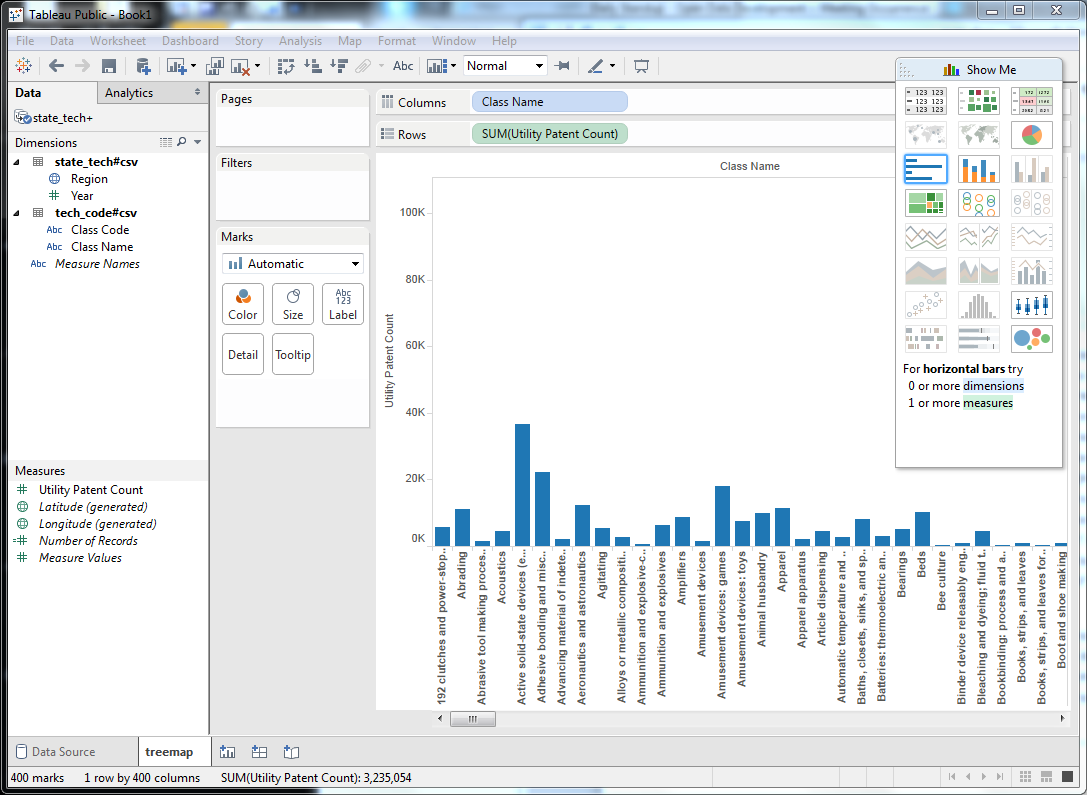 Tableau Public - Book1
File Data Worksheet Dashboard Story Analysis Map Format Window Help
Abc Normal
Data Analytics
state_tech+
Dimensions
state_tech#csv
Region
# Year
tech_code#csv
Abc Class Code
Abc Class Name
Abc Measure Names
Measures
# Utility Patent Count
Latitude (generated)
Longitude (generated)
=# Number of Records
# Measure Values
Pages
Filters
Marks
Automatic
Color Size Abc 123 Label
Detail Tooltip
Columns Class Name
Rows SUM(Utility Patent Count)
Class Name
Utility Patent Count
100K
80K
60K
40K
20K
0K
192 clutches and power-stop..
Abrading
Abrasive tool making proces..
Acoustics
Active solid-state devices (e..
Adhesive bonding and misc..
Advancing material of indete..
Aeronautics and astronautics
Agitating
Alloys or metallic compositi..
Ammunition and explosive-c..
Ammunition and explosives
Amplifiers
Amusement devices
Amusement devices: games
Amusement devices: toys
Animal husbandry
Apparel
Apparel apparatus
Article dispensing
Automatic temperature and ..
Baths, closets, sinks, and sp..
Batteries: thermoelectric an..
Bearings
Beds
Bee culture
Binder device releasably eng..
Bleaching and dyeing; fluid t..
Bookbinding: process and a..
Books, strips, and leaves
Books, strips, and leaves for..
Boot and shoe making
Show Me
123 123
123 123
123 123
For horizontal bars try
0 or more dimensions
1 or more measures
Data Source treemap
400 marks 1 row by 400 columns SUM(Utility Patent Count): 3,235,054